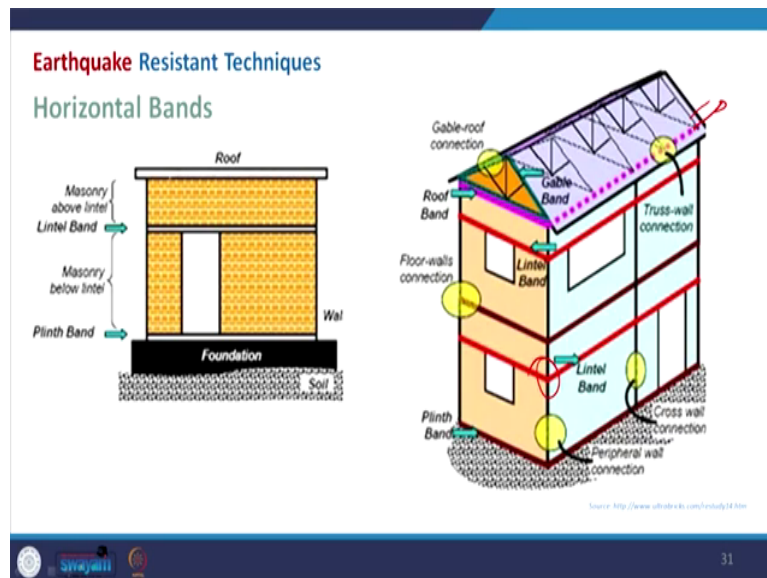 Earthquake Resistant Techniques
Horizontal Bands
Roof
Masonry
above lintel
Lintel Band
Masonry
below lintel
Plinth Band
Wal
Foundation
Soil
Gable-roof
connection
Roof
Band
Gable
Band
Truss-wall
connection
Floor-walls
connection
Lintel
Band
Lintel
Band
Plinth
Band
Cross wall
connection
Peripheral wall
connection
swayam
31